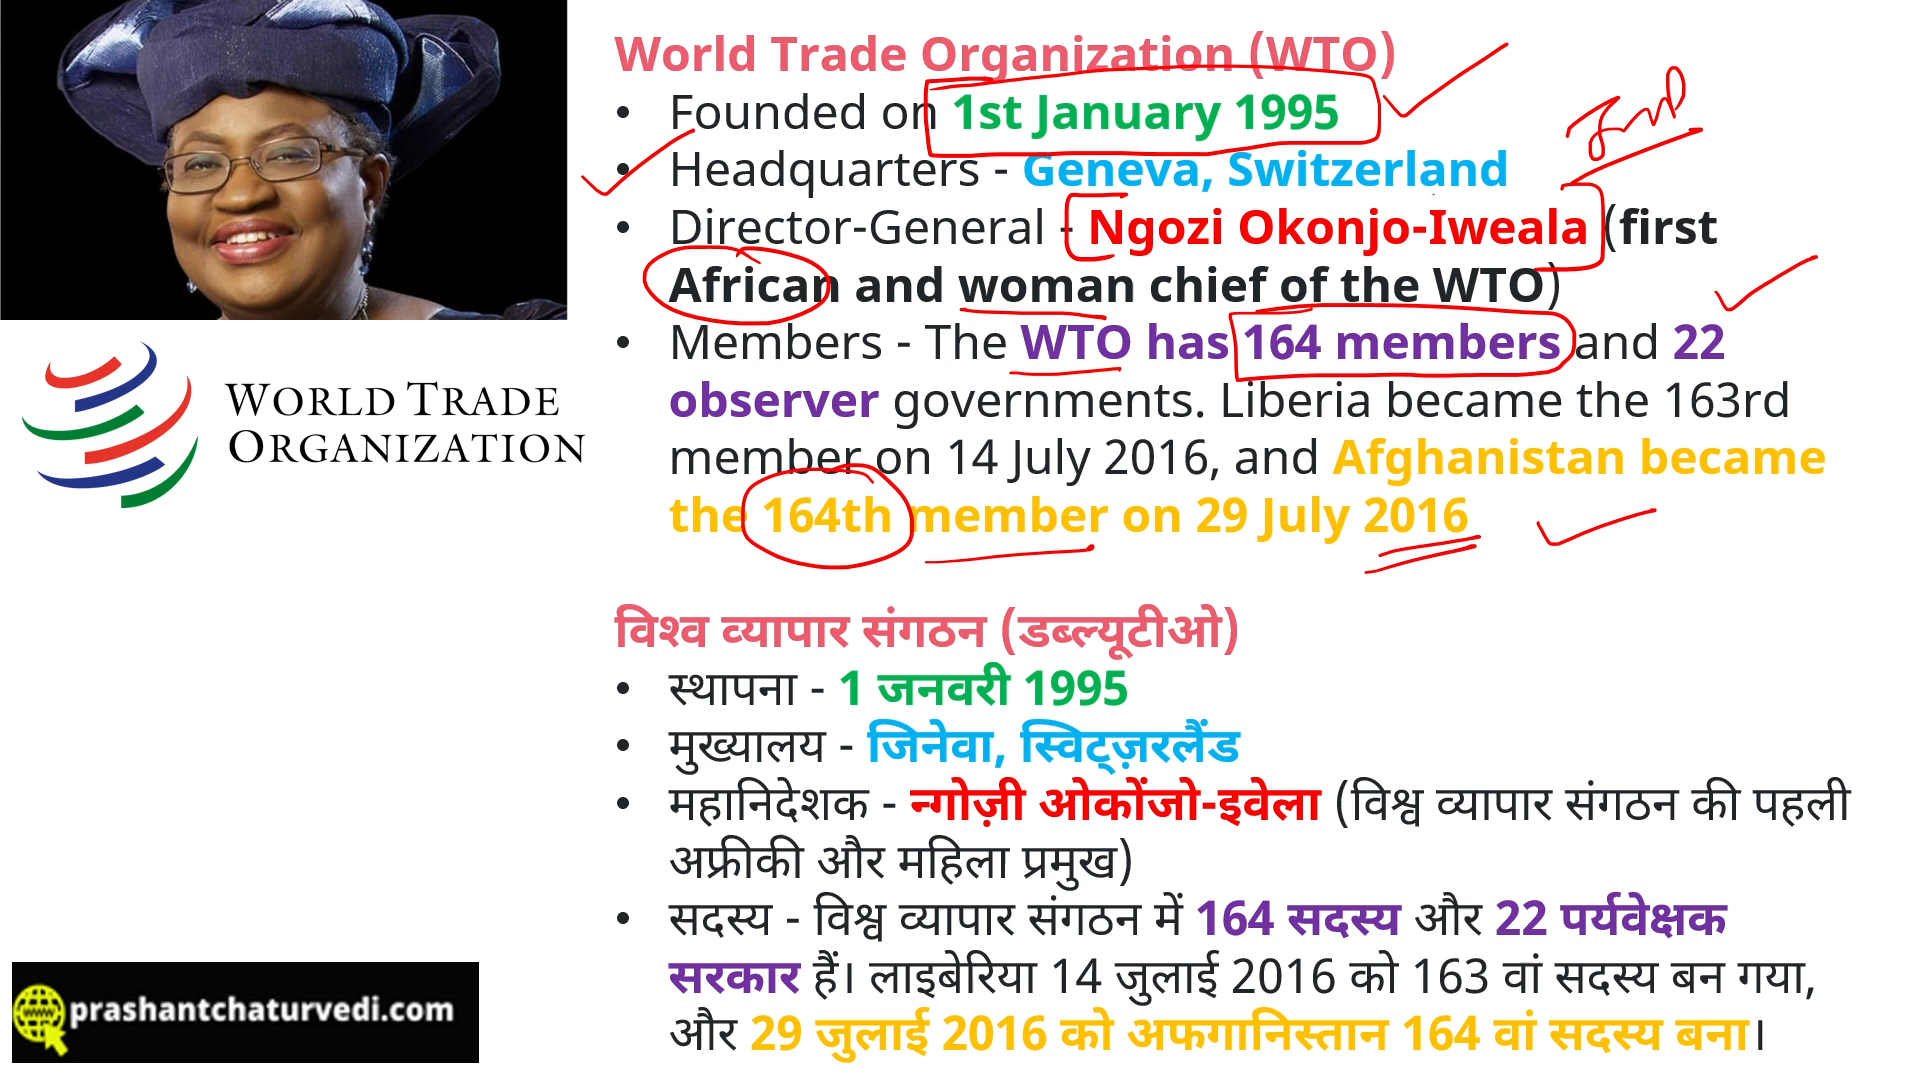 World Trade Organization (WTO)
• Founded on 1st January 1995
• Headquarters - Geneva, Switzerland
• Director-General - Ngozi Okonjo-Iweala (first
African and woman chief of the WTO)
• Members - The WTO has 164 members and 22
observer governments. Liberia became the 163rd
member on 14 July 2016, and Afghanistan became
the 164th member on 29 July 2016
WORLD TRADE
ORGANIZATION
विश्व व्यापार संगठन (डब्ल्यूटीओ)
• स्थापना - 1 जनवरी 1995
• मुख्यालय - जिनेवा, स्विट्ज़रलैंड
• महानिदेशक - न्गोज़ी ओकोंजो-इवेला (विश्व व्यापार संगठन की पहली
अफ्रीकी और महिला प्रमुख)
• सदस्य - विश्व व्यापार संगठन में 164 सदस्य और 22 पर्यवेक्षक
सरकार हैं। लाइबेरिया 14 जुलाई 2016 को 163 वां सदस्य बन गया,
और 29 जुलाई 2016 को अफगानिस्तान 164 वां सदस्य बना।
prashantchaturvedi.com